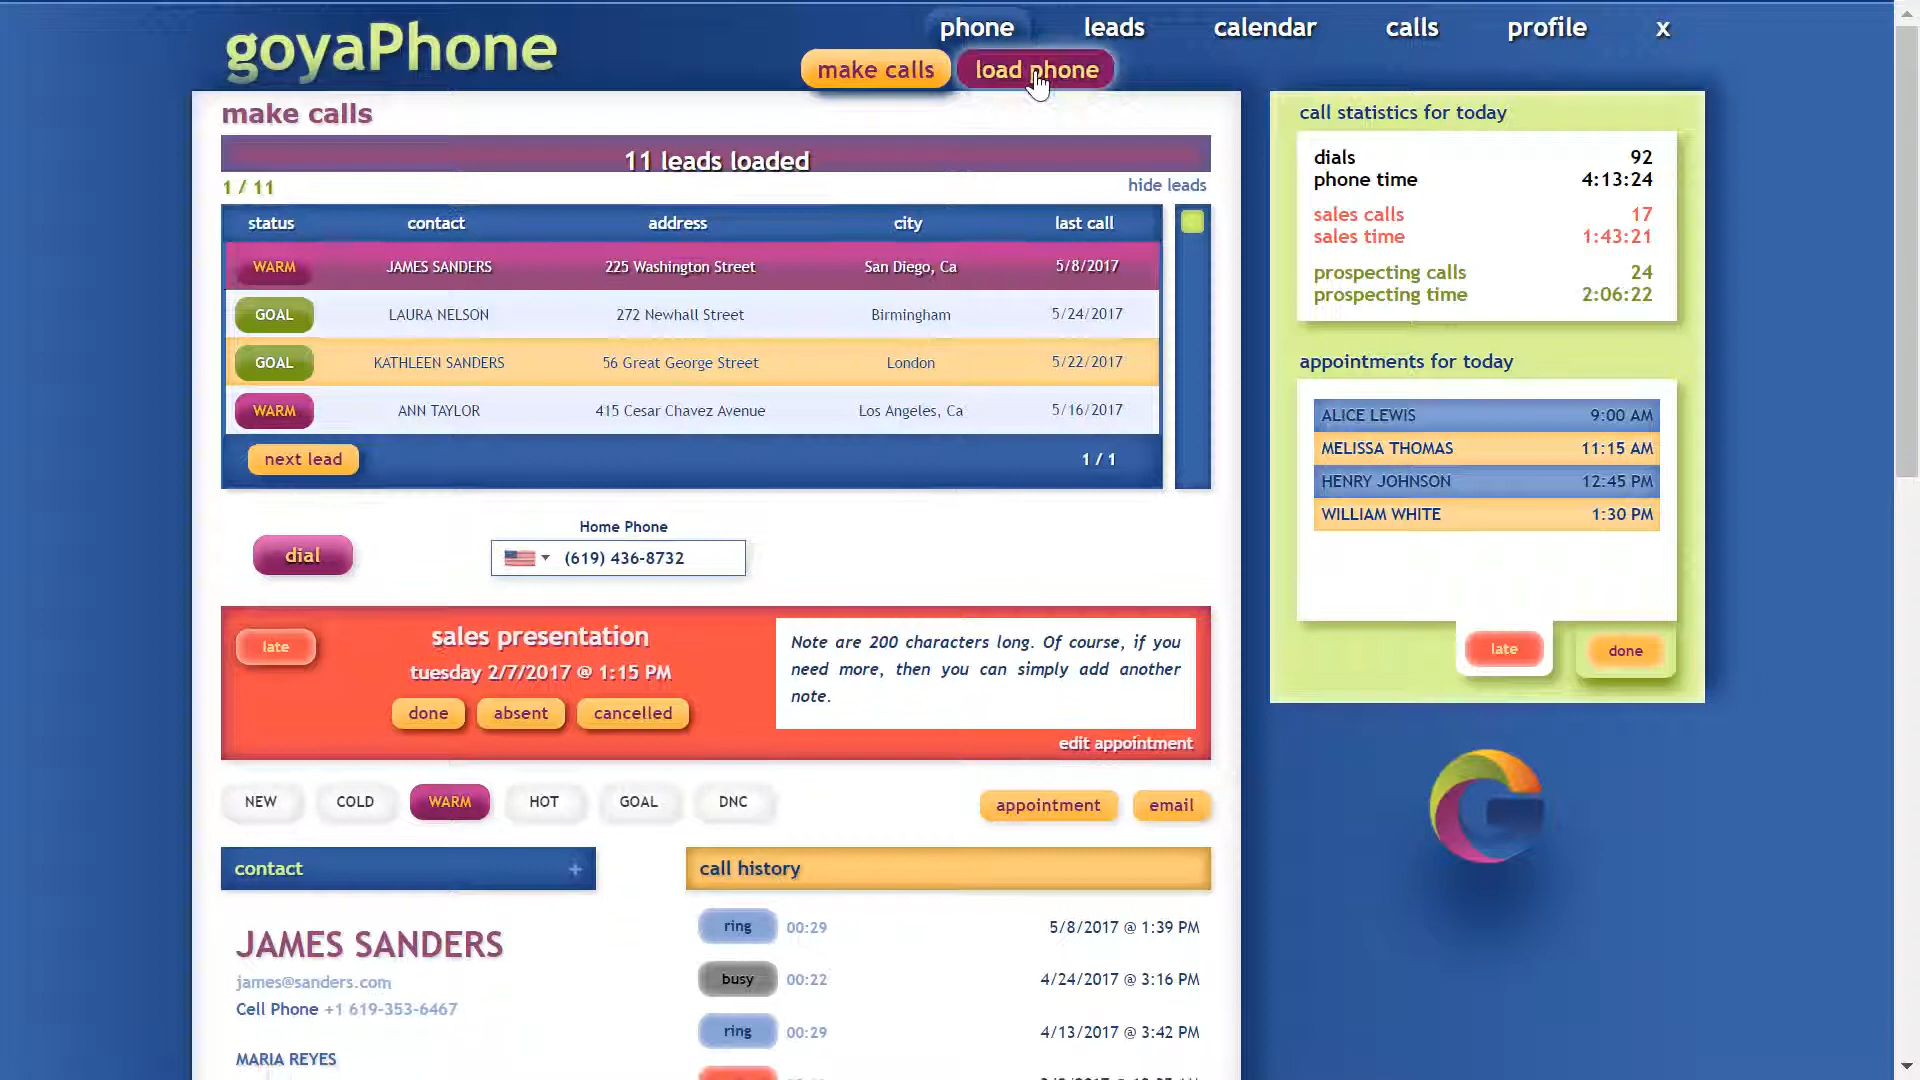 goyaPhone
phone leads calendar calls profile x
make calls load phone
make calls
11 leads loaded
1 / 11 hide leads
status contact address city last call
WARM JAMES SANDERS 225 Washington Street San Diego, Ca 5/8/2017
GOAL LAURA NELSON 272 Newhall Street Birmingham 5/24/2017
GOAL KATHLEEN SANDERS 56 Great George Street London 5/22/2017
WARM ANN TAYLOR 415 Cesar Chavez Avenue Los Angeles, Ca 5/16/2017
next lead 1 / 1
Home Phone
dial (619) 436-8732
late sales presentation
tuesday 2/7/2017 @ 1:15 PM
done absent cancelled
Note are 200 characters long. Of course, if you
need more, then you can simply add another
note.
edit appointment
NEW COLD WARM HOT GOAL DNC appointment email
contact +
JAMES SANDERS
james@sanders.com
Cell Phone +1 619-353-6467
MARIA REYES
call history
ring 00:29 5/8/2017 @ 1:39 PM
busy 00:22 4/24/2017 @ 3:16 PM
ring 00:29 4/13/2017 @ 3:42 PM
call statistics for today
dials 92
phone time 4:13:24
sales calls 17
sales time 1:43:21
prospecting calls 24
prospecting time 2:06:22
appointments for today
ALICE LEWIS 9:00 AM
MELISSA THOMAS 11:15 AM
HENRY JOHNSON 12:45 PM
WILLIAM WHITE 1:30 PM
late done